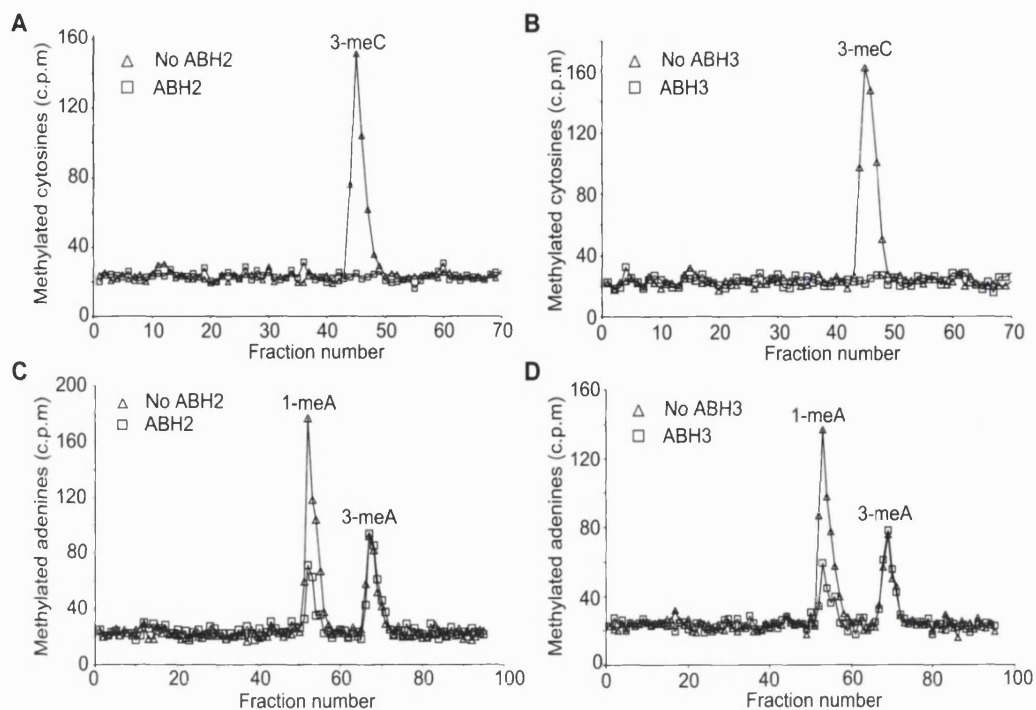 A
160
120
80
40
0
Methylated cytosines (c.p.m)
3-meC
No ABH2
ABH2
0 10 20 30 40 50 60 70
Fraction number
B
160
120
80
40
0
Methylated cytosines (c.p.m)
3-meC
No ABH3
ABH3
0 10 20 30 40 50 60 70
Fraction number
C
200
160
120
80
40
0
Methylated adenines (c.p.m)
No ABH2
ABH2
1-meA
3-meA
0 20 40 60 80 100
Fraction number
D
160
120
80
40
0
Methylated adenines (c.p.m)
No ABH3
ABH3
1-meA
3-meA
0 20 40 60 80 100
Fraction number